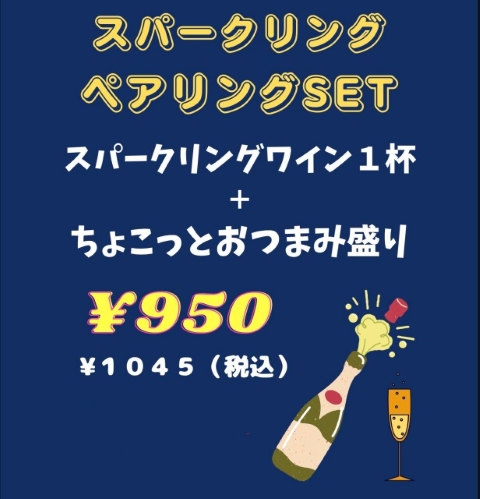 スパークリング
ペアリングSET
スパークリングワイン１杯
+
ちょこっとおつまみ盛り
¥950
¥１０４５（税込）